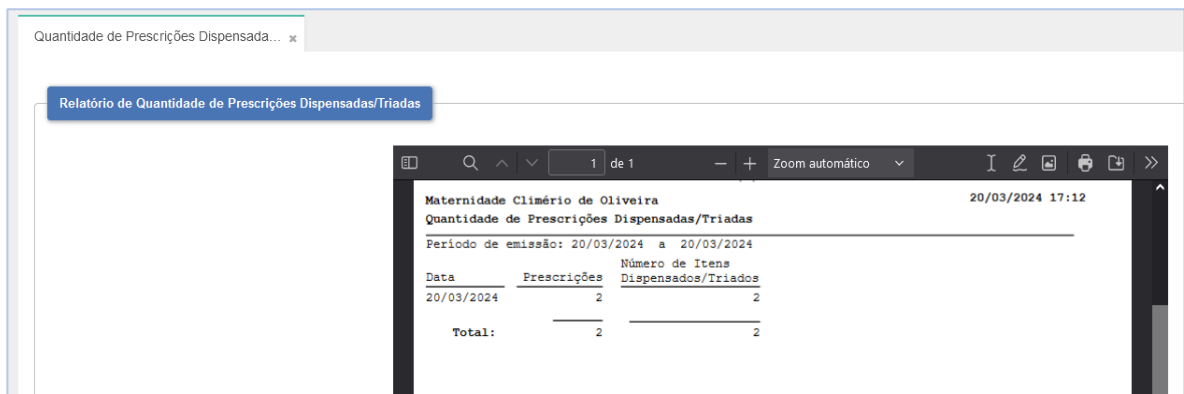 Quantidade de Prescrições Dispensada... ×
Relatório de Quantidade de Prescrições Dispensadas/Triadas
1 de 1 Zoom automático
Maternidade Climério de Oliveira 20/03/2024 17:12
Quantidade de Prescrições Dispensadas/Triadas
Período de emissão: 20/03/2024 a 20/03/2024
Número de Itens
Data Prescrições Dispensados/Triados
20/03/2024 2 2
Total: 2 2